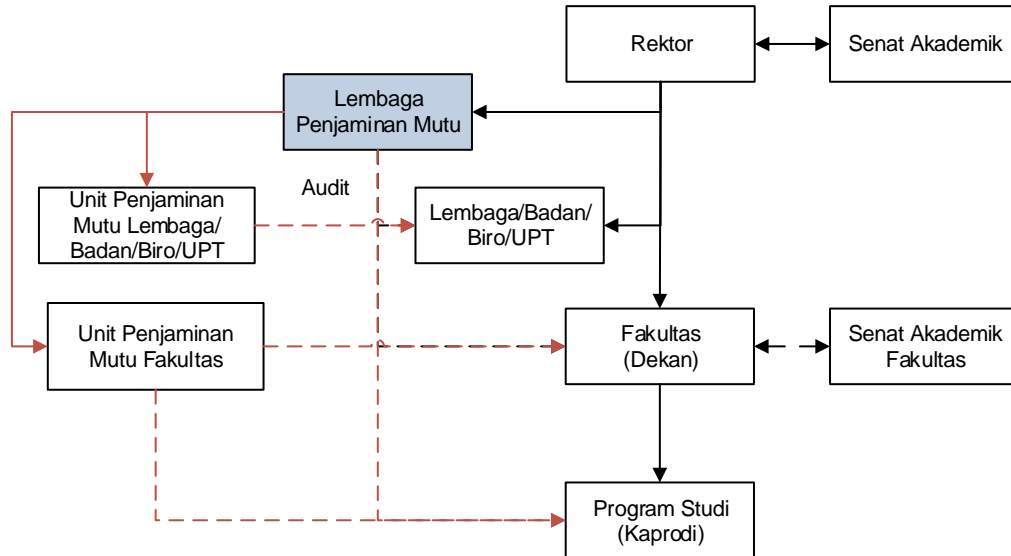 Rektor
Senat Akademik
Lembaga
Penjaminan Mutu
Audit
Unit Penjaminan
Mutu Lembaga/
Badan/Biro/UPT
Lembaga/Badan/
Biro/UPT
Unit Penjaminan
Mutu Fakultas
Fakultas
(Dekan)
Senat Akademik
Fakultas
Program Studi
(Kaprodi)